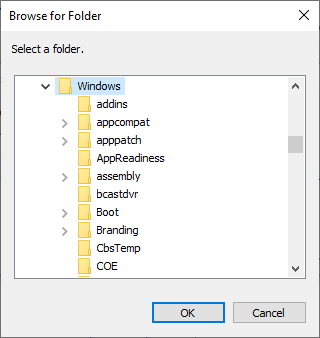 Browse for Folder
Select a folder.
Windows
addins
appcompat
apppatch
AppReadiness
assembly
bcastdvr
Boot
Branding
CbsTemp
COE
OK
Cancel